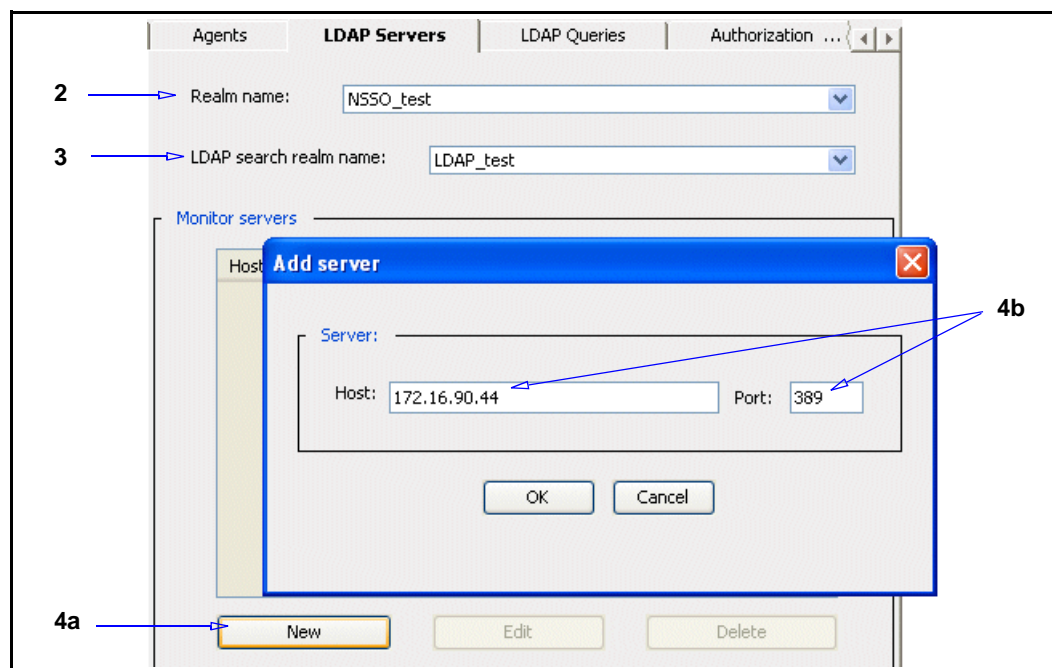 Agents LDAP Servers LDAP Queries Authorization ...
2 Realm name: NSSO_test
3 LDAP search realm name: LDAP_test
Monitor servers
Host
Add server
4b
Server:
Host: 172.16.90.44 Port: 389
OK Cancel
4a New Edit Delete